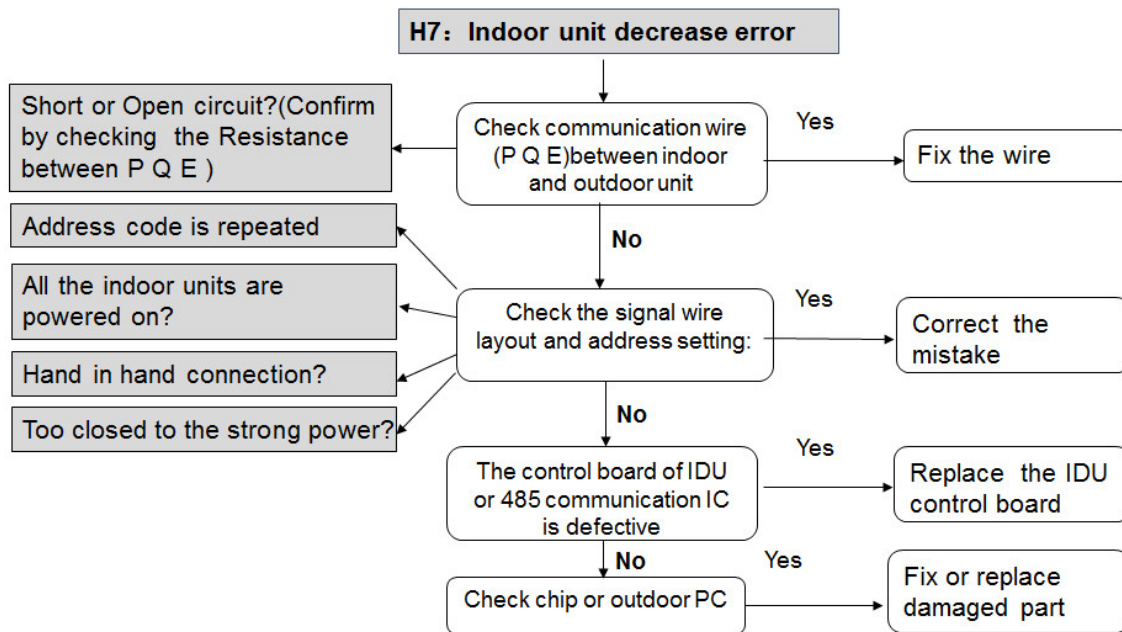 H7：Indoor unit decrease error
Short or Open circuit?(Confirm
by checking the Resistance
between P Q E )
Check communication wire
(P Q E)between indoor
and outdoor unit
Yes
Fix the wire
No
Address code is repeated
All the indoor units are
powered on?
Hand in hand connection?
Too closed to the strong power?
Check the signal wire
layout and address setting:
Yes
Correct the
mistake
No
The control board of IDU
or 485 communication IC
is defective
Yes
Replace the IDU
control board
No
Check chip or outdoor PC
Yes
Fix or replace
damaged part